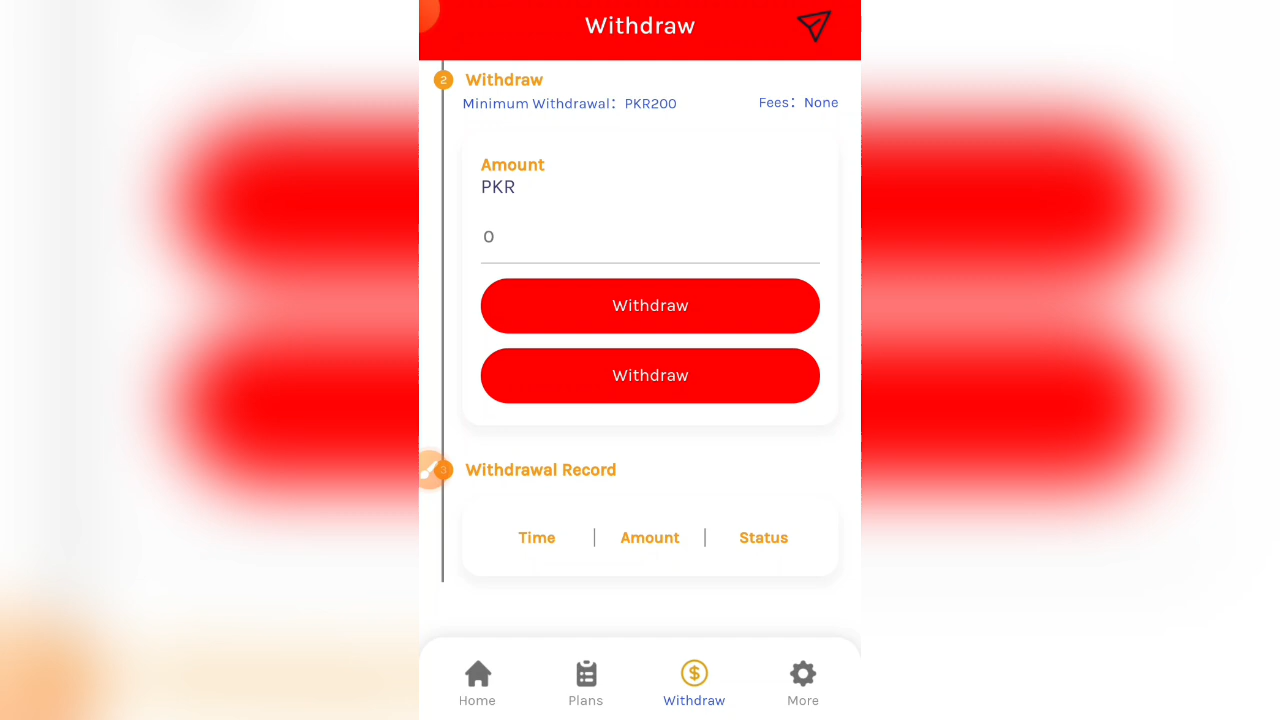 Withdraw
2 Withdraw
Minimum Withdrawal： PKR200 Fees： None
Amount
PKR
0
Withdraw
Withdraw
3 Withdrawal Record
Time | Amount | Status
Home Plans Withdraw More